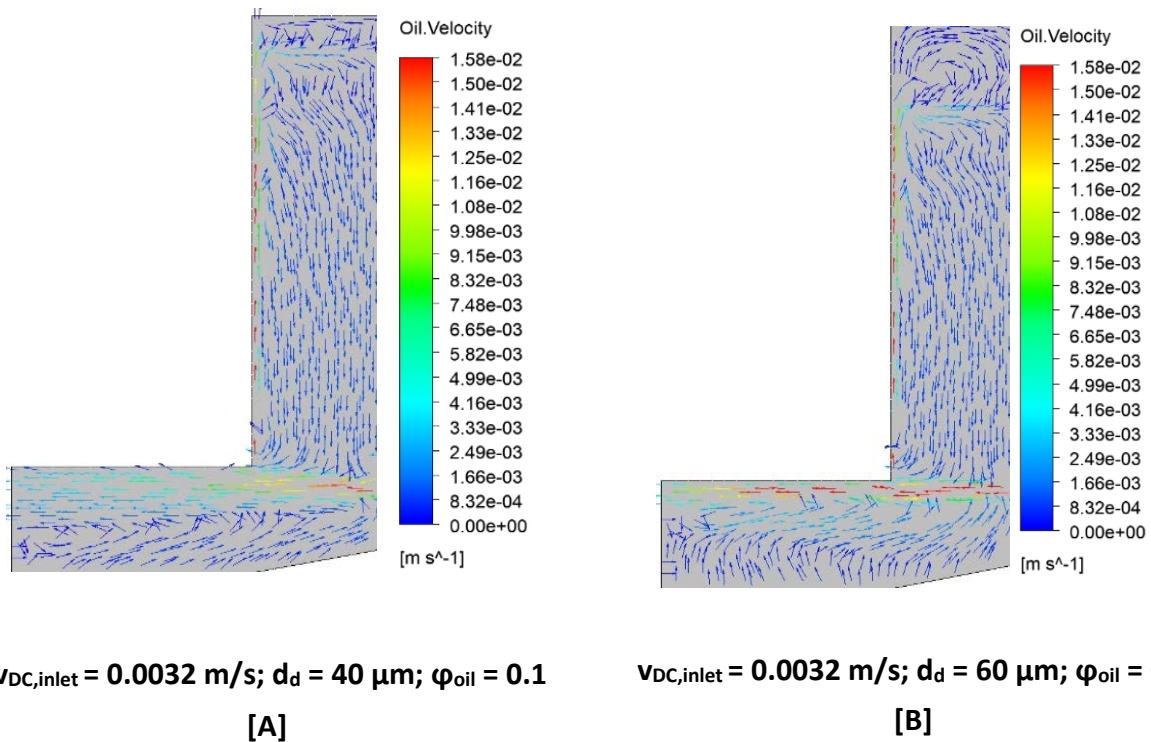 Oil.Velocity
1.58e-02
1.50e-02
1.41e-02
1.33e-02
1.25e-02
1.16e-02
1.08e-02
9.98e-03
9.15e-03
8.32e-03
7.48e-03
6.65e-03
5.82e-03
4.99e-03
4.16e-03
3.33e-03
2.49e-03
1.66e-03
8.32e-04
0.00e+00
[m s^-1]
Oil.Velocity
1.58e-02
1.50e-02
1.41e-02
1.33e-02
1.25e-02
1.16e-02
1.08e-02
9.98e-03
9.15e-03
8.32e-03
7.48e-03
6.65e-03
5.82e-03
4.99e-03
4.16e-03
3.33e-03
2.49e-03
1.66e-03
8.32e-04
0.00e+00
[m s^-1]
vDC,inlet = 0.0032 m/s; dd = 40 µm; φoil = 0.1
[A]
vDC,inlet = 0.0032 m/s; dd = 60 µm; φoil =
[B]